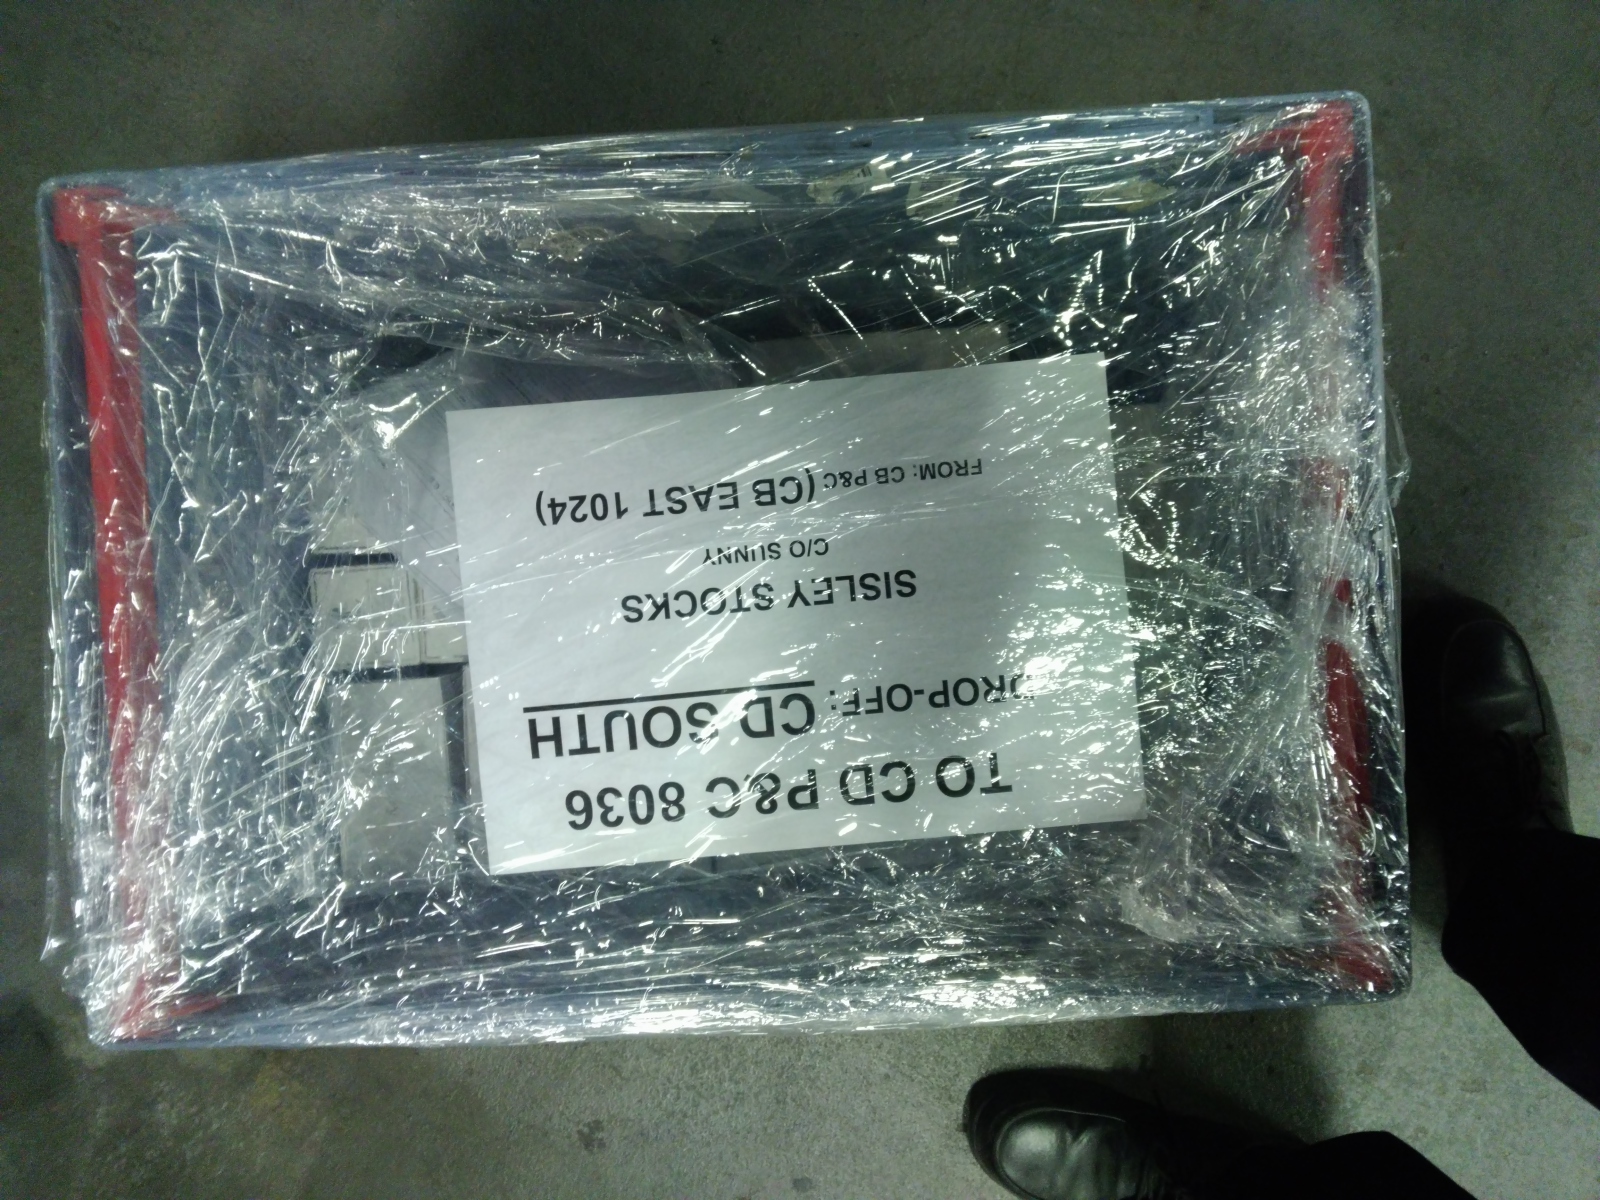 TO CD P&C 8036
DROP-OFF: CD SOUTH
SISLEY STOCKS
C/O SUNNY
FROM: CB P&C (CB EAST 1024)